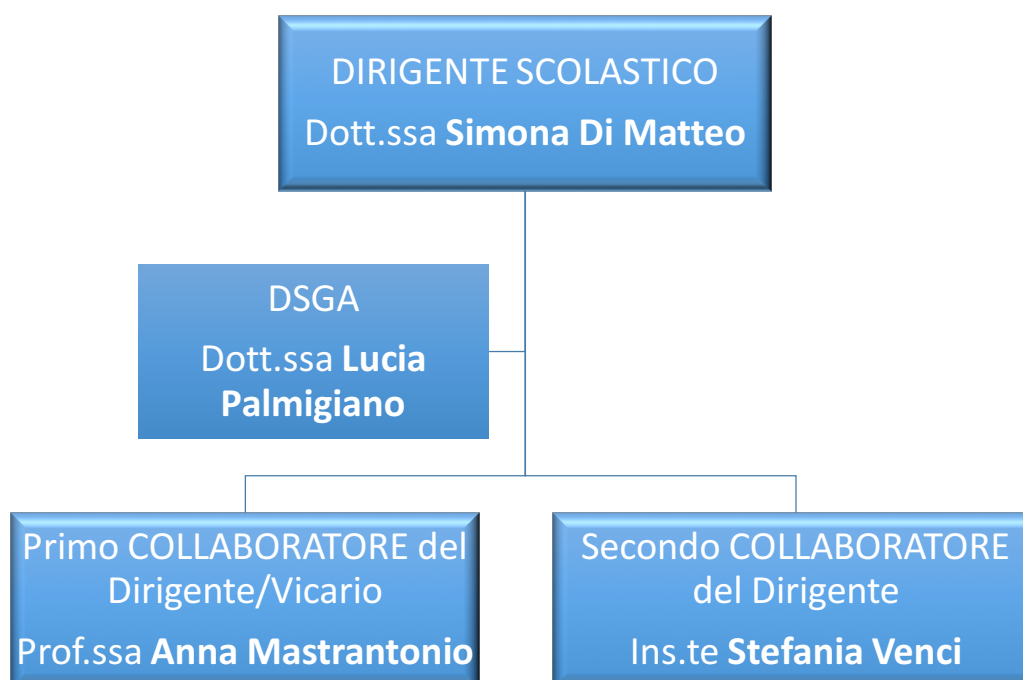 DIRIGENTE SCOLASTICO
Dott.ssa Simona Di Matteo
DSGA
Dott.ssa Lucia
Palmigiano
Primo COLLABORATORE del
Dirigente/Vicario
Prof.ssa Anna Mastrantonio
Secondo COLLABORATORE
del Dirigente
Ins.te Stefania Venci